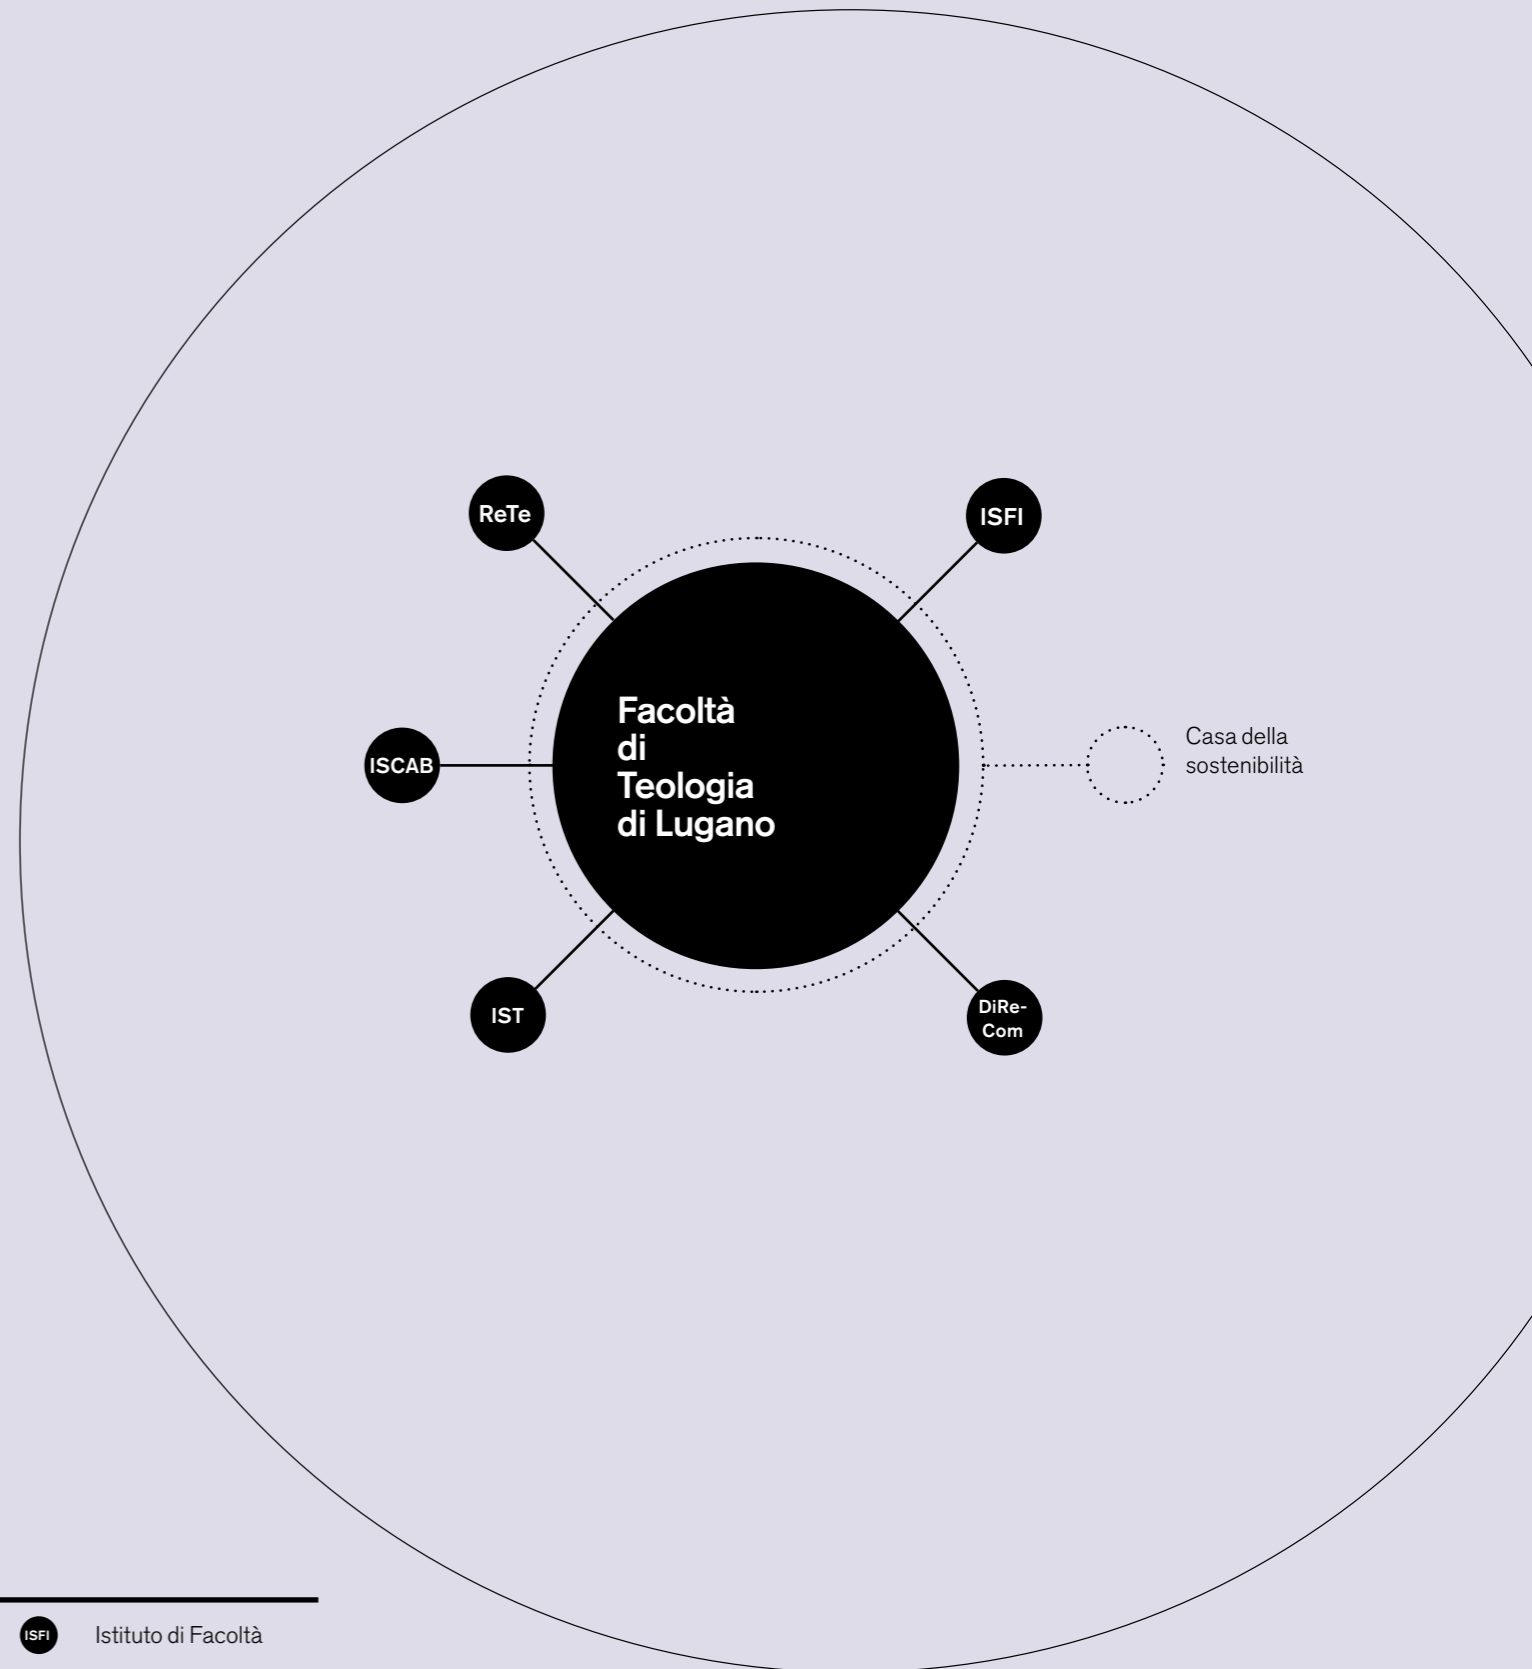 ReTe
ISFI
Facoltà
di
Teologia
di Lugano
Casa della
sostenibilità
ISCAB
IST
DiRe-
Com
ISFI
Istituto di Facoltà